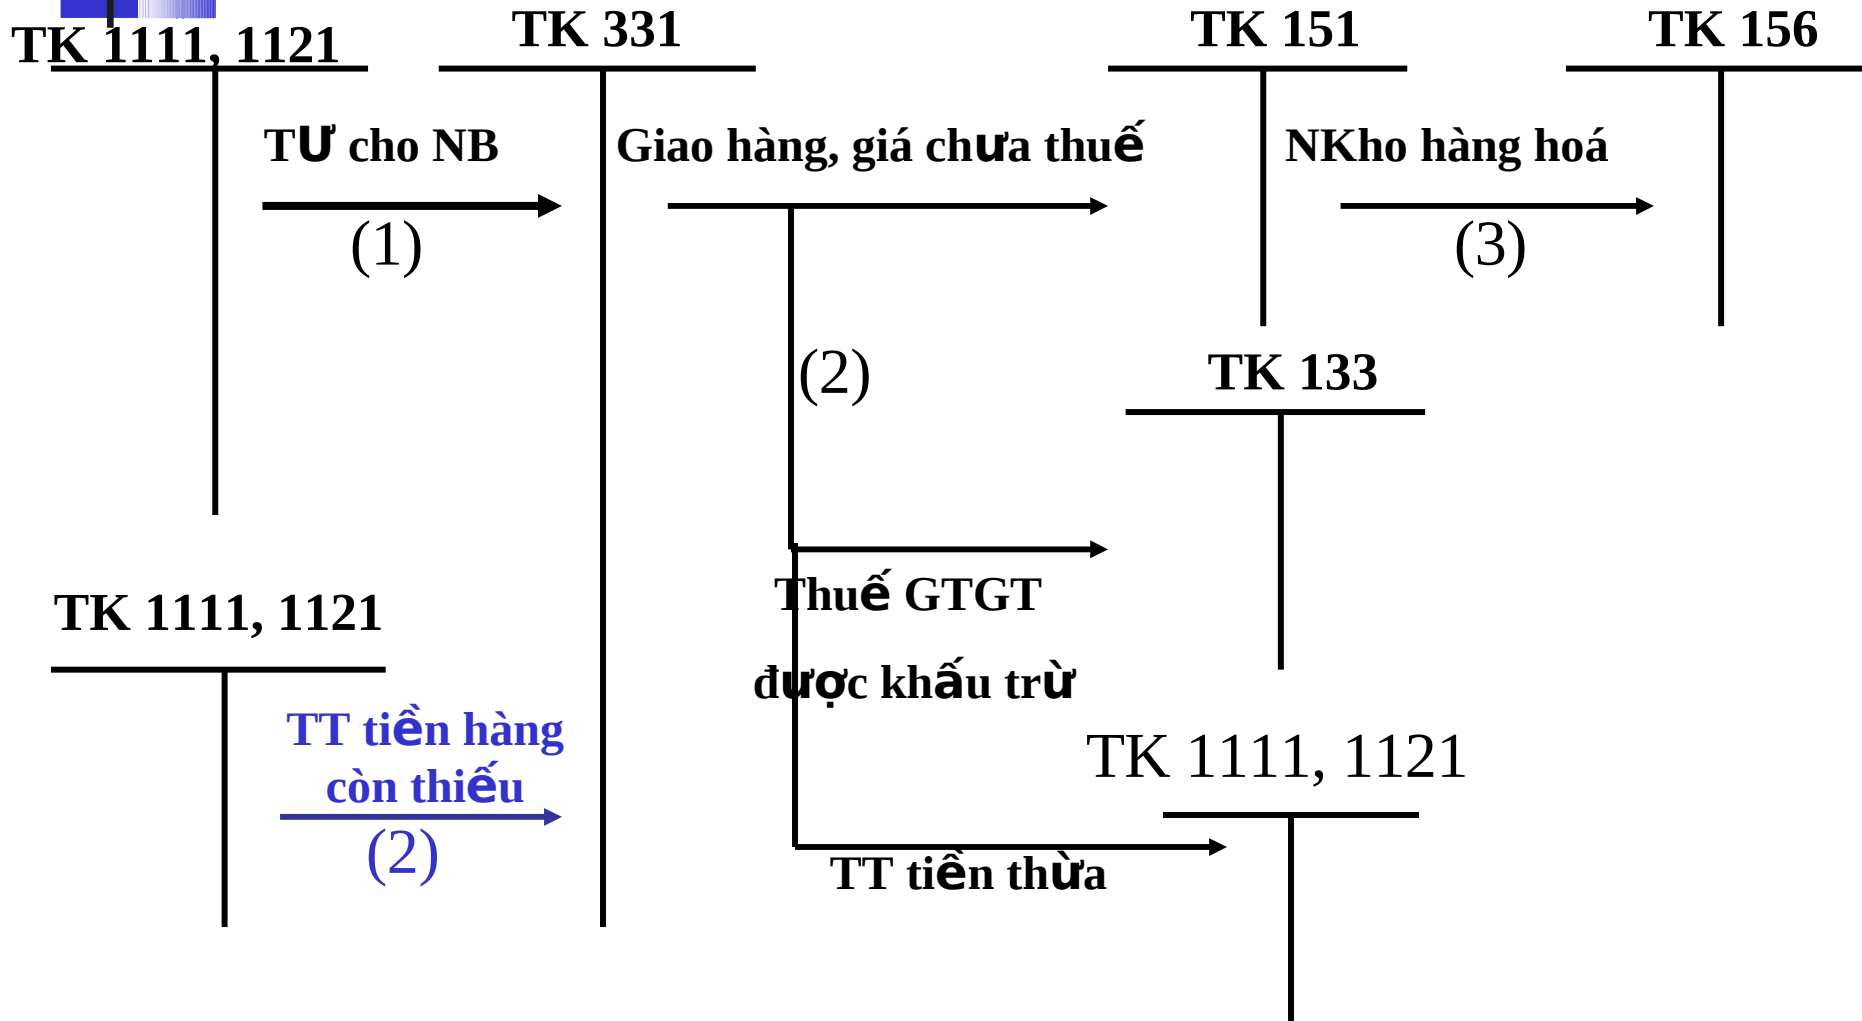 TK 1111, 1121
TK 331
TK 151
TK 156
TƯ cho NB
Giao hàng, giá chưa thuế
NKho hàng hoá
(1)
(3)
(2)
TK 133
Thuế GTGT
được khấu trừ
TK 1111, 1121
TT tiền hàng
còn thiếu
(2)
TK 1111, 1121
TT tiền thừa